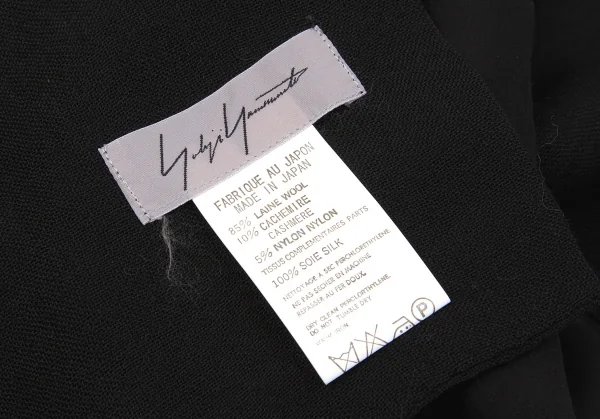 Yohji Yamamoto
FABRIQUE AU JAPON
MADE IN JAPAN
85% LAINE WOOL
10% CACHEMIRE
CASHMERE
5% NYLON NYLON
TISSUS COMPLEMENTAIRES PARTS
100% SOIE SILK
NETTOYAGE A SEC PERCHLORETHYLENE.
NE PAS SECHER EN MACHINE
REPASSER AU FER DOUX.
DRY CLEAN PERCLORTHYLENE.
DO NOT TUMBLE DRY
P